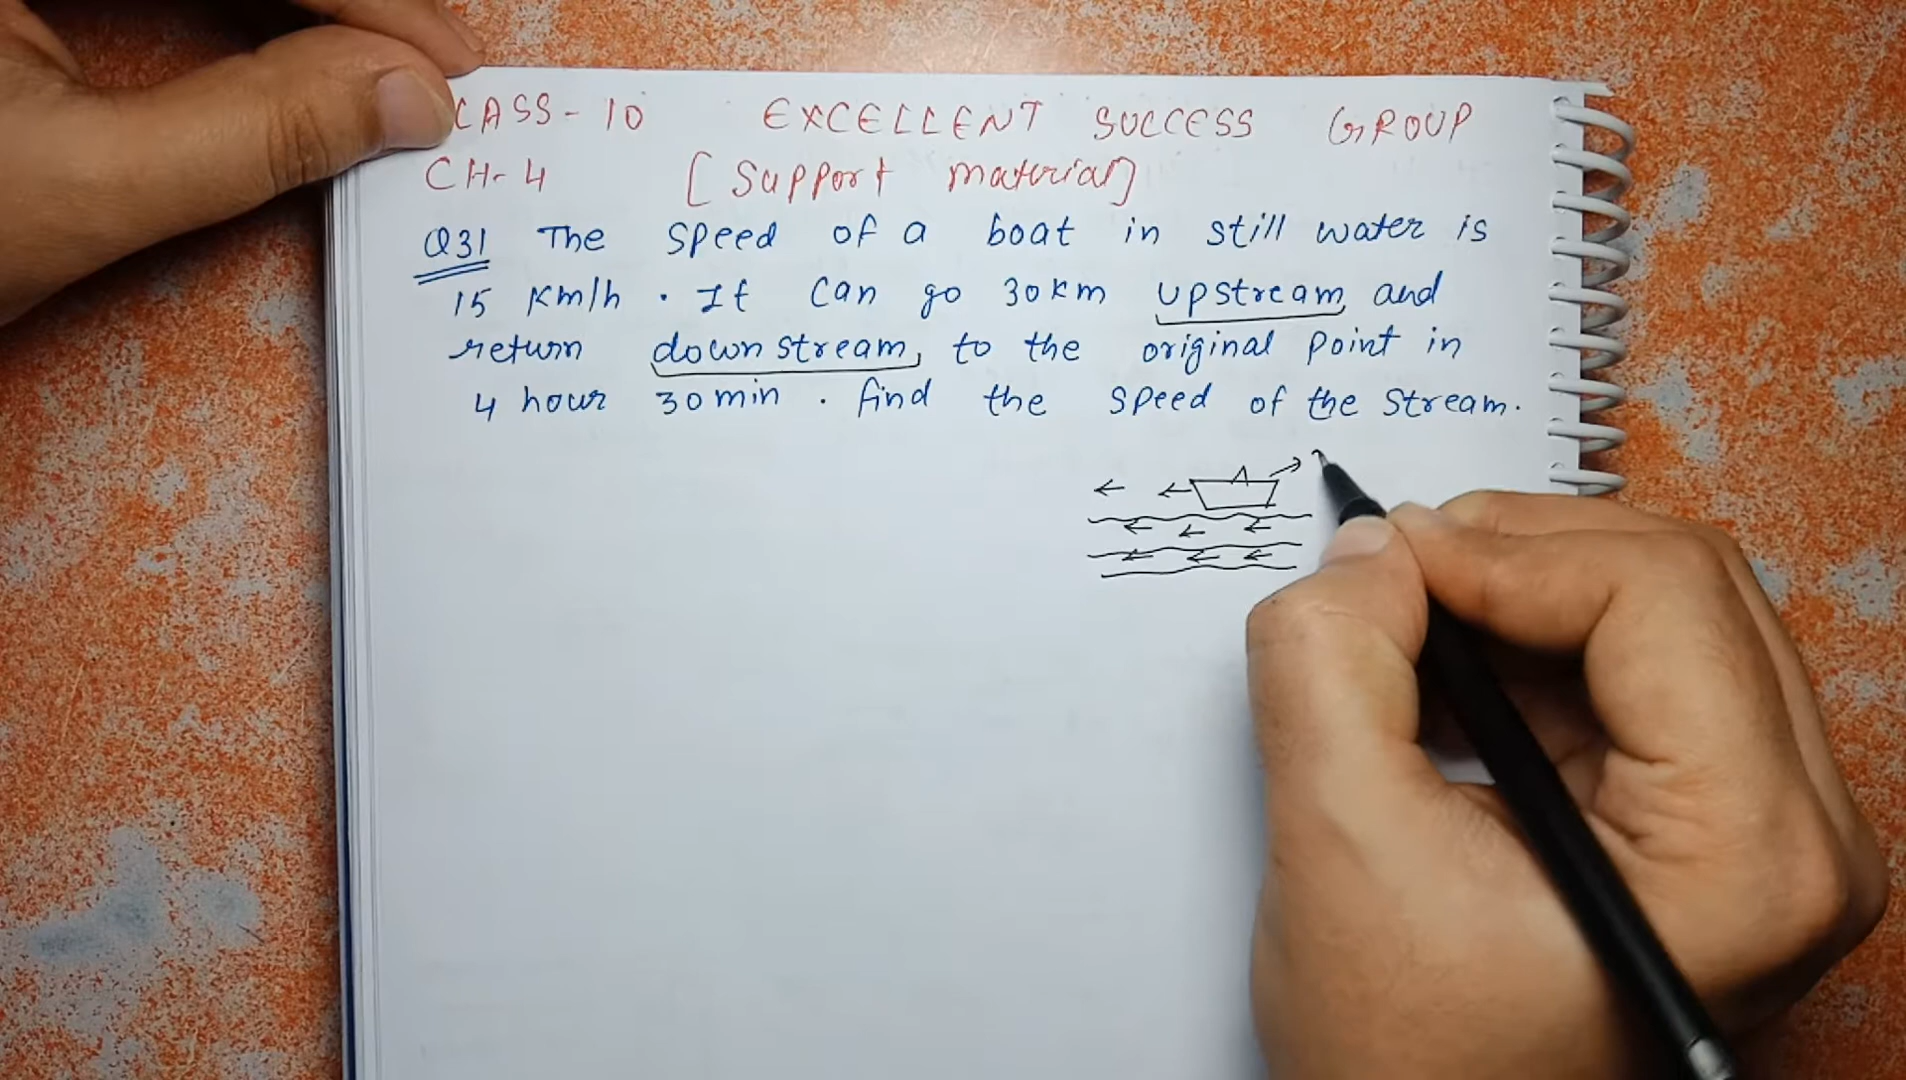 CASS-10 EXCELLENT SUCCESS GROUP
CH-4 [Support material]
Q31 The speed of a boat in still water is
15 Km/h. It can go 30km upstream and
return downstream, to the original point in
4 hour 30min. find the speed of the stream.